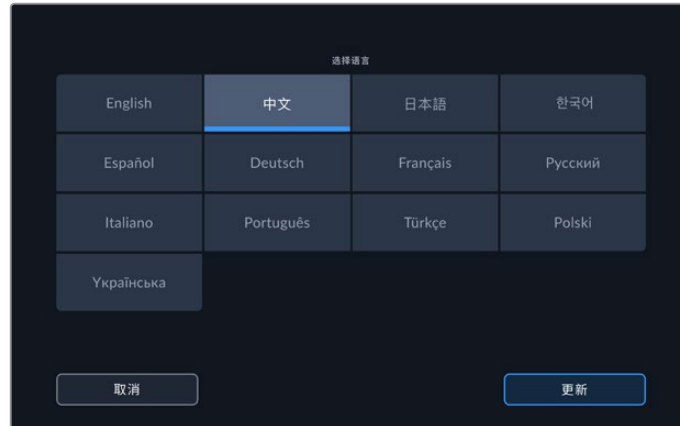 选择语言
English 中文 日本語 한국어
Español Deutsch Français Русский
Italiano Português Türkçe Polski
Українська
取消 更新